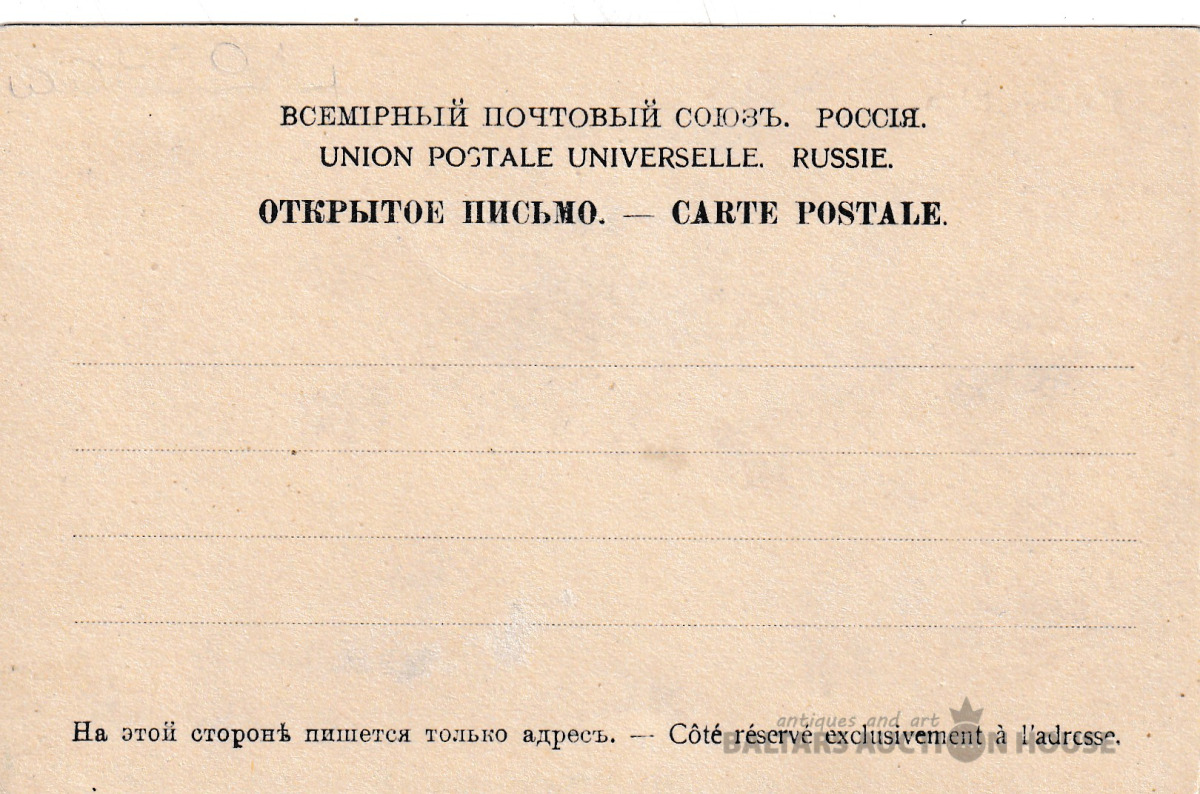 ВСЕМІРНЫЙ ПОЧТОВЫЙ СОЮЗЪ. РОССІЯ.
UNION POSTALE UNIVERSELLE. RUSSIE.
ОТКРЫТОЕ ПИСЬМО. — CARTE POSTALE.
На этой сторонѣ пишется только адресъ. — Côté réservé exclusivement à l'adresse.
antiques and art
BALTARS AUCTION HOUSE